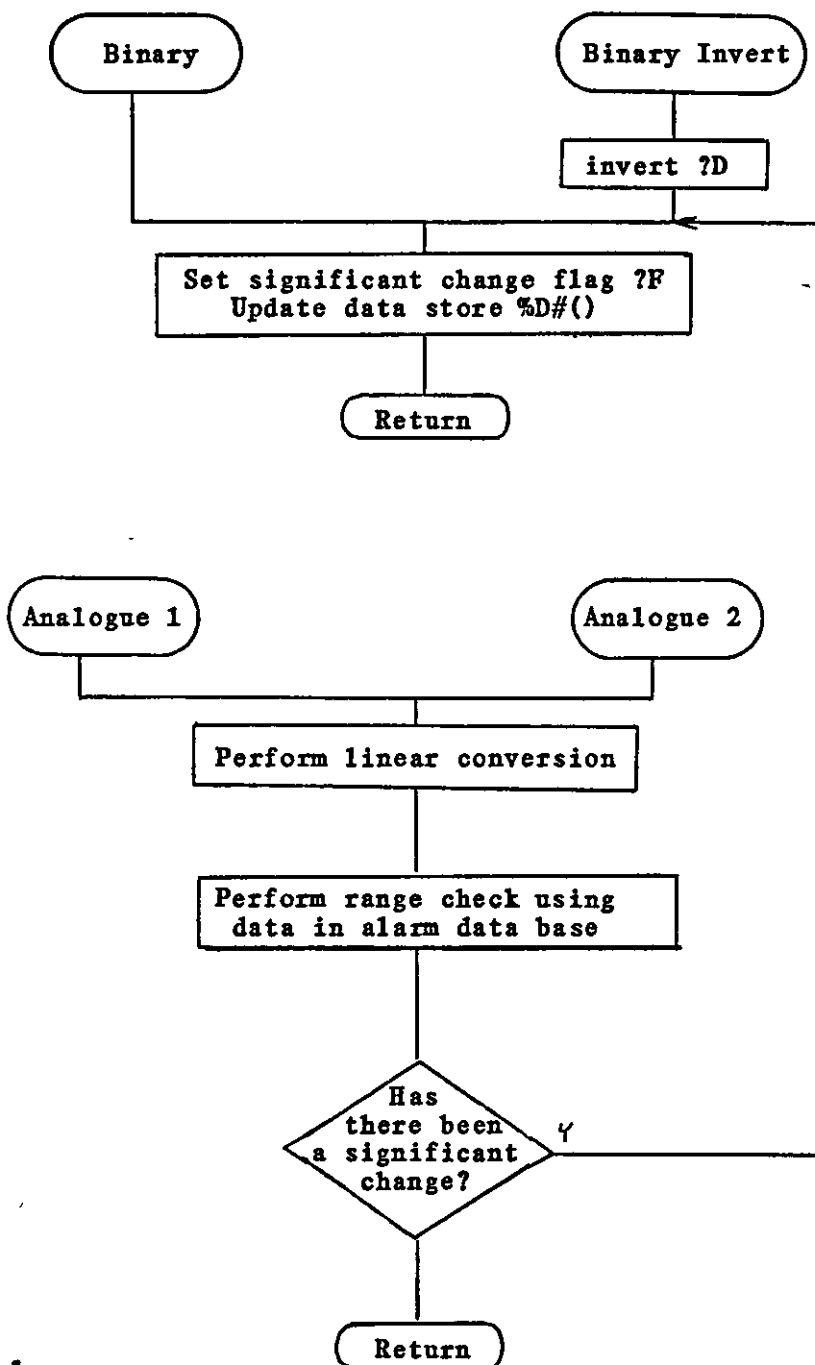 Binary
Binary Invert
invert ?D
Set significant change flag ?F
Update data store %D#()
Return
Analogue 1
Analogue 2
Perform linear conversion
Perform range check using
data in alarm data base
Has
there been
a significant
change?
Y
Return